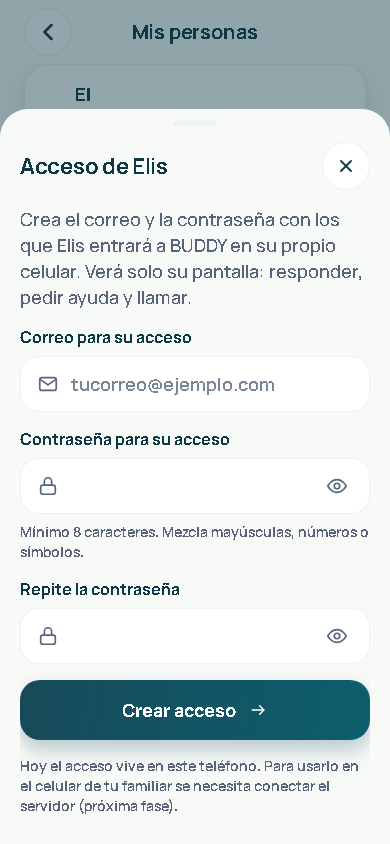 Mis personas
El
Acceso de Elis
Crea el correo y la contraseña con los
que Elis entrará a BUDDY en su propio
celular. Verá solo su pantalla: responder,
pedir ayuda y llamar.
Correo para su acceso
tucorreo@ejemplo.com
Contraseña para su acceso
Mínimo 8 caracteres. Mezcla mayúsculas, números o
símbolos.
Repite la contraseña
Crear acceso →
Hoy el acceso vive en este teléfono. Para usarlo en
el celular de tu familiar se necesita conectar el
servidor (próxima fase).